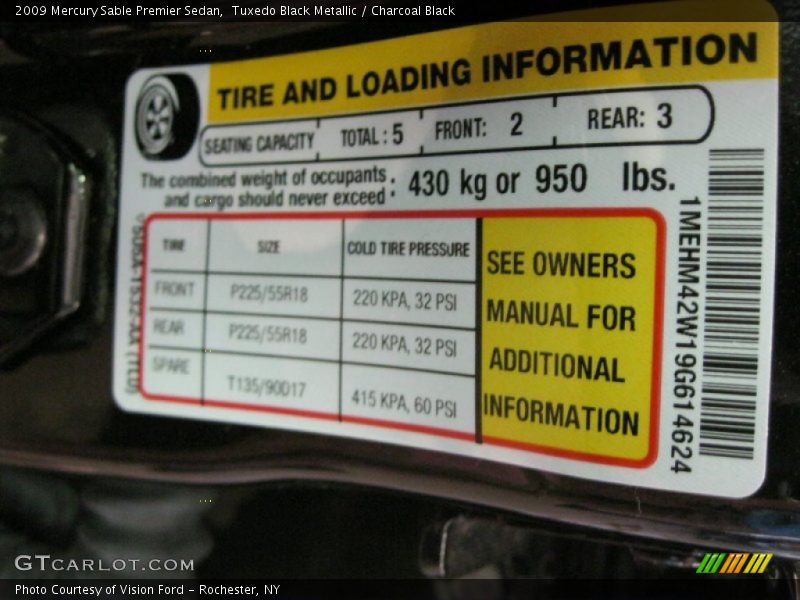 2009 Mercury Sable Premier Sedan, Tuxedo Black Metallic / Charcoal Black
TIRE AND LOADING INFORMATION
SEATING CAPACITY TOTAL : 5 FRONT: 2 REAR: 3
The combined weight of occupants and cargo should never exceed : 430 kg or 950 lbs.
TIRE SIZE COLD TIRE PRESSURE
FRONT P225/55R18 220 KPA, 32 PSI
REAR P225/55R18 220 KPA, 32 PSI
SPARE T135/90D17 415 KPA, 60 PSI
SEE OWNERS
MANUAL FOR
ADDITIONAL
INFORMATION
1MEHM42W19G614624
GTCARLOT.COM
Photo Courtesy of Vision Ford - Rochester, NY